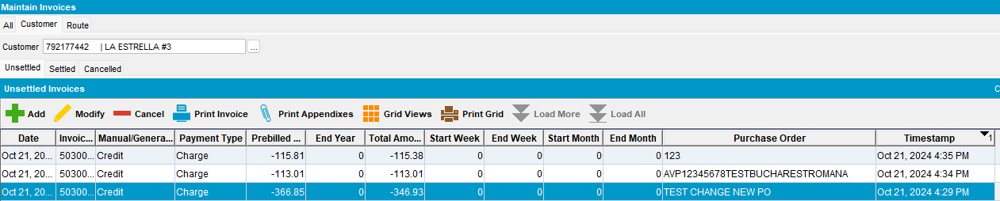 Maintain Invoices
All Customer Route
Customer 792177442 | LA ESTRELLA #3 ...
Unsettled Settled Cancelled
Unsettled Invoices C
Add Modify Cancel Print Invoice Print Appendixes Grid Views Print Grid Load More Load All
Date Invoic... Manual/Genera... Payment Type Prebilled ... End Year Total Amo... Start Week End Week Start Month End Month Purchase Order Timestamp 1
Oct 21, 20... 50300... Credit Charge -115.81 0 -115.38 0 0 0 0 123 Oct 21, 2024 4:35 PM
Oct 21, 20... 50300... Credit Charge -113.01 0 -113.01 0 0 0 0 AVP12345678TESTBUCHARESTROMANA Oct 21, 2024 4:34 PM
Oct 21, 20... 50300... Credit Charge -366.85 0 -346.93 0 0 0 0 TEST CHANGE NEW PO Oct 21, 2024 4:29 PM